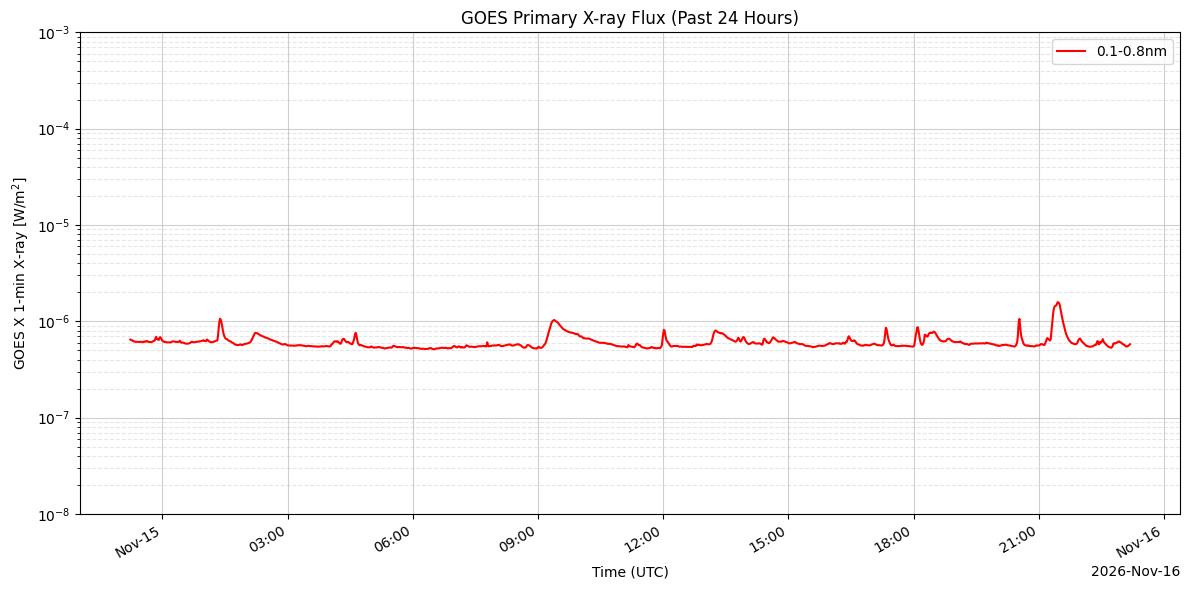 GOES Primary X-ray Flux (Past 24 Hours)
0.1-0.8nm
GOES X 1-min X-ray [W/m²]
10⁻³
10⁻⁴
10⁻⁵
10⁻⁶
10⁻⁷
10⁻⁸
Nov-15
03:00
06:00
09:00
12:00
15:00
18:00
21:00
Nov-16
Time (UTC)
2026-Nov-16